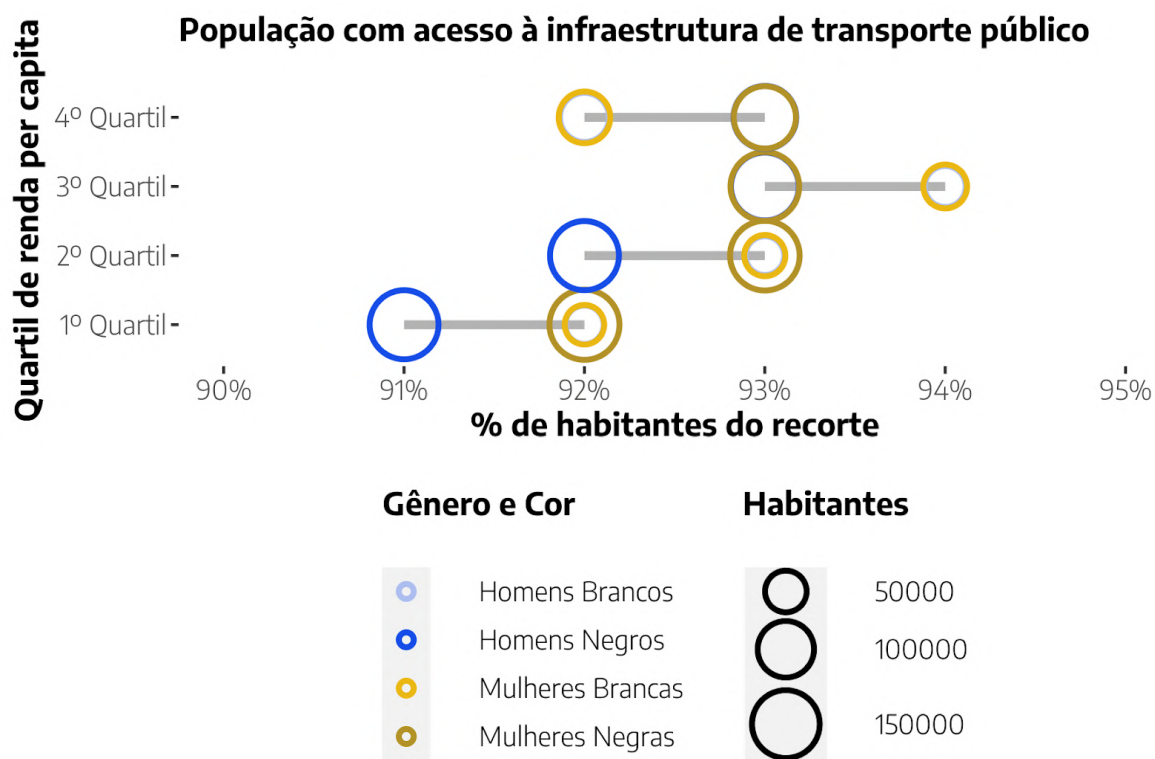 População com acesso à infraestrutura de transporte público
Quartil de renda per capita
4º Quartil
3º Quartil
2º Quartil
1º Quartil
90% 91% 92% 93% 94% 95%
% de habitantes do recorte
Gênero e Cor
Homens Brancos
Homens Negros
Mulheres Brancas
Mulheres Negras
Habitantes
50000
100000
150000